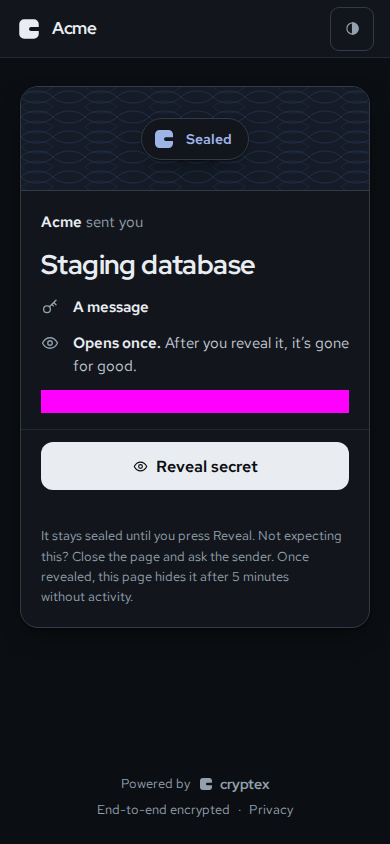 Acme
Sealed
Acme sent you
Staging database
A message
Opens once. After you reveal it, it's gone
for good.
Reveal secret
It stays sealed until you press Reveal. Not expecting
this? Close the page and ask the sender. Once
revealed, this page hides it after 5 minutes
without activity.
Powered by cryptex
End-to-end encrypted · Privacy